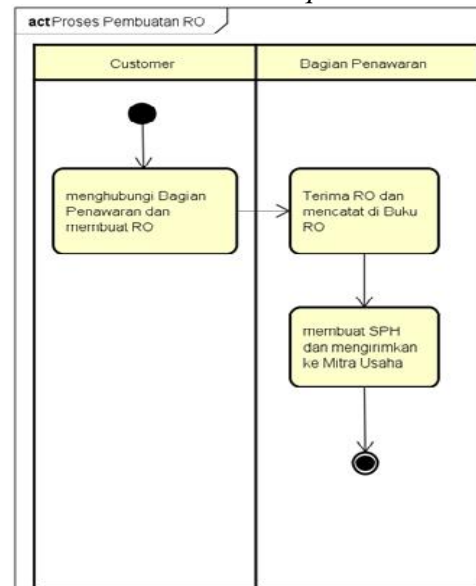 act Proses Pembuatan RO
Customer
Bagian Penawaran
menghubungi Bagian
Penawaran dan
membuat RO
Terima RO dan
mencatat di Buku
RO
membuat SPH
dan mengirimkan
ke Mitra Usaha